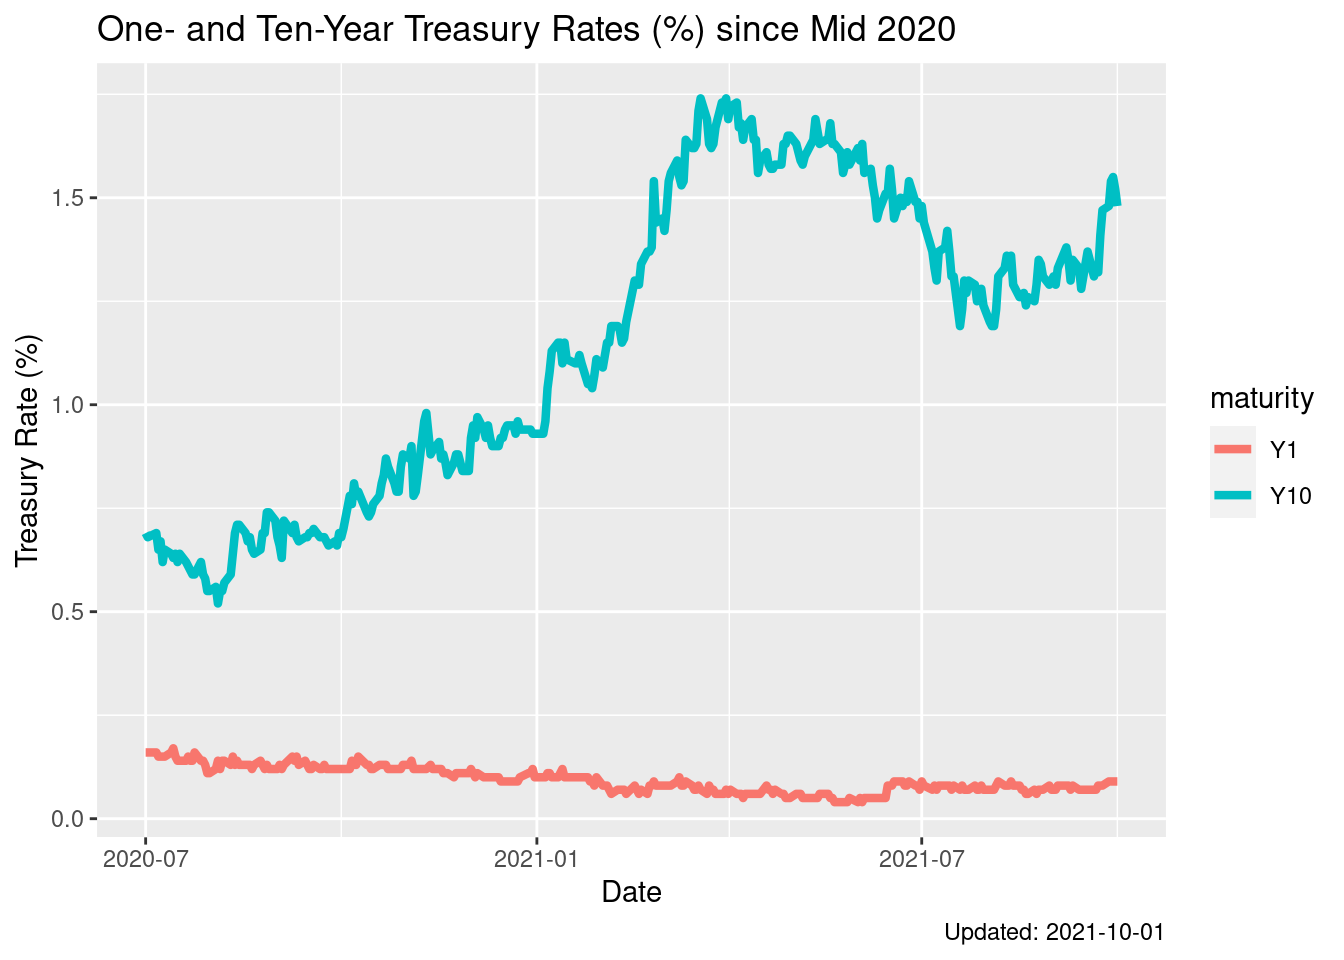 One- and Ten-Year Treasury Rates (%) since Mid 2020
Treasury Rate (%)
1.5
1.0
0.5
0.0
2020-07
2021-01
2021-07
Date
maturity
Y1
Y10
Updated: 2021-10-01